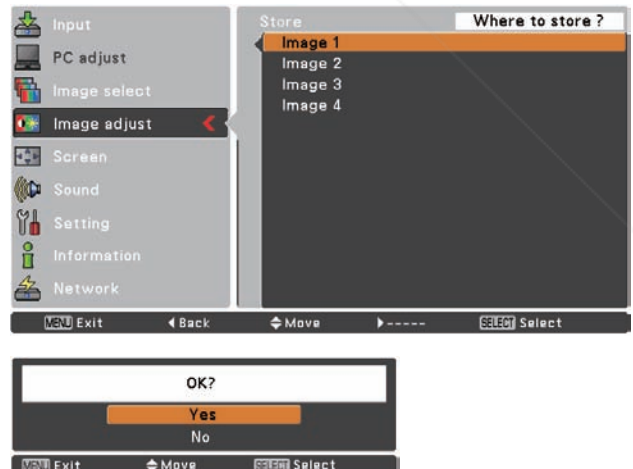 Input
PC adjust
Image select
Image adjust
Screen
Sound
Setting
Information
Network
Store
Where to store ?
Image 1
Image 2
Image 3
Image 4
MENU Exit
Back
Move
-----
SELECT Select
OK?
Yes
No
MENU Exit
Move
SELECT Select